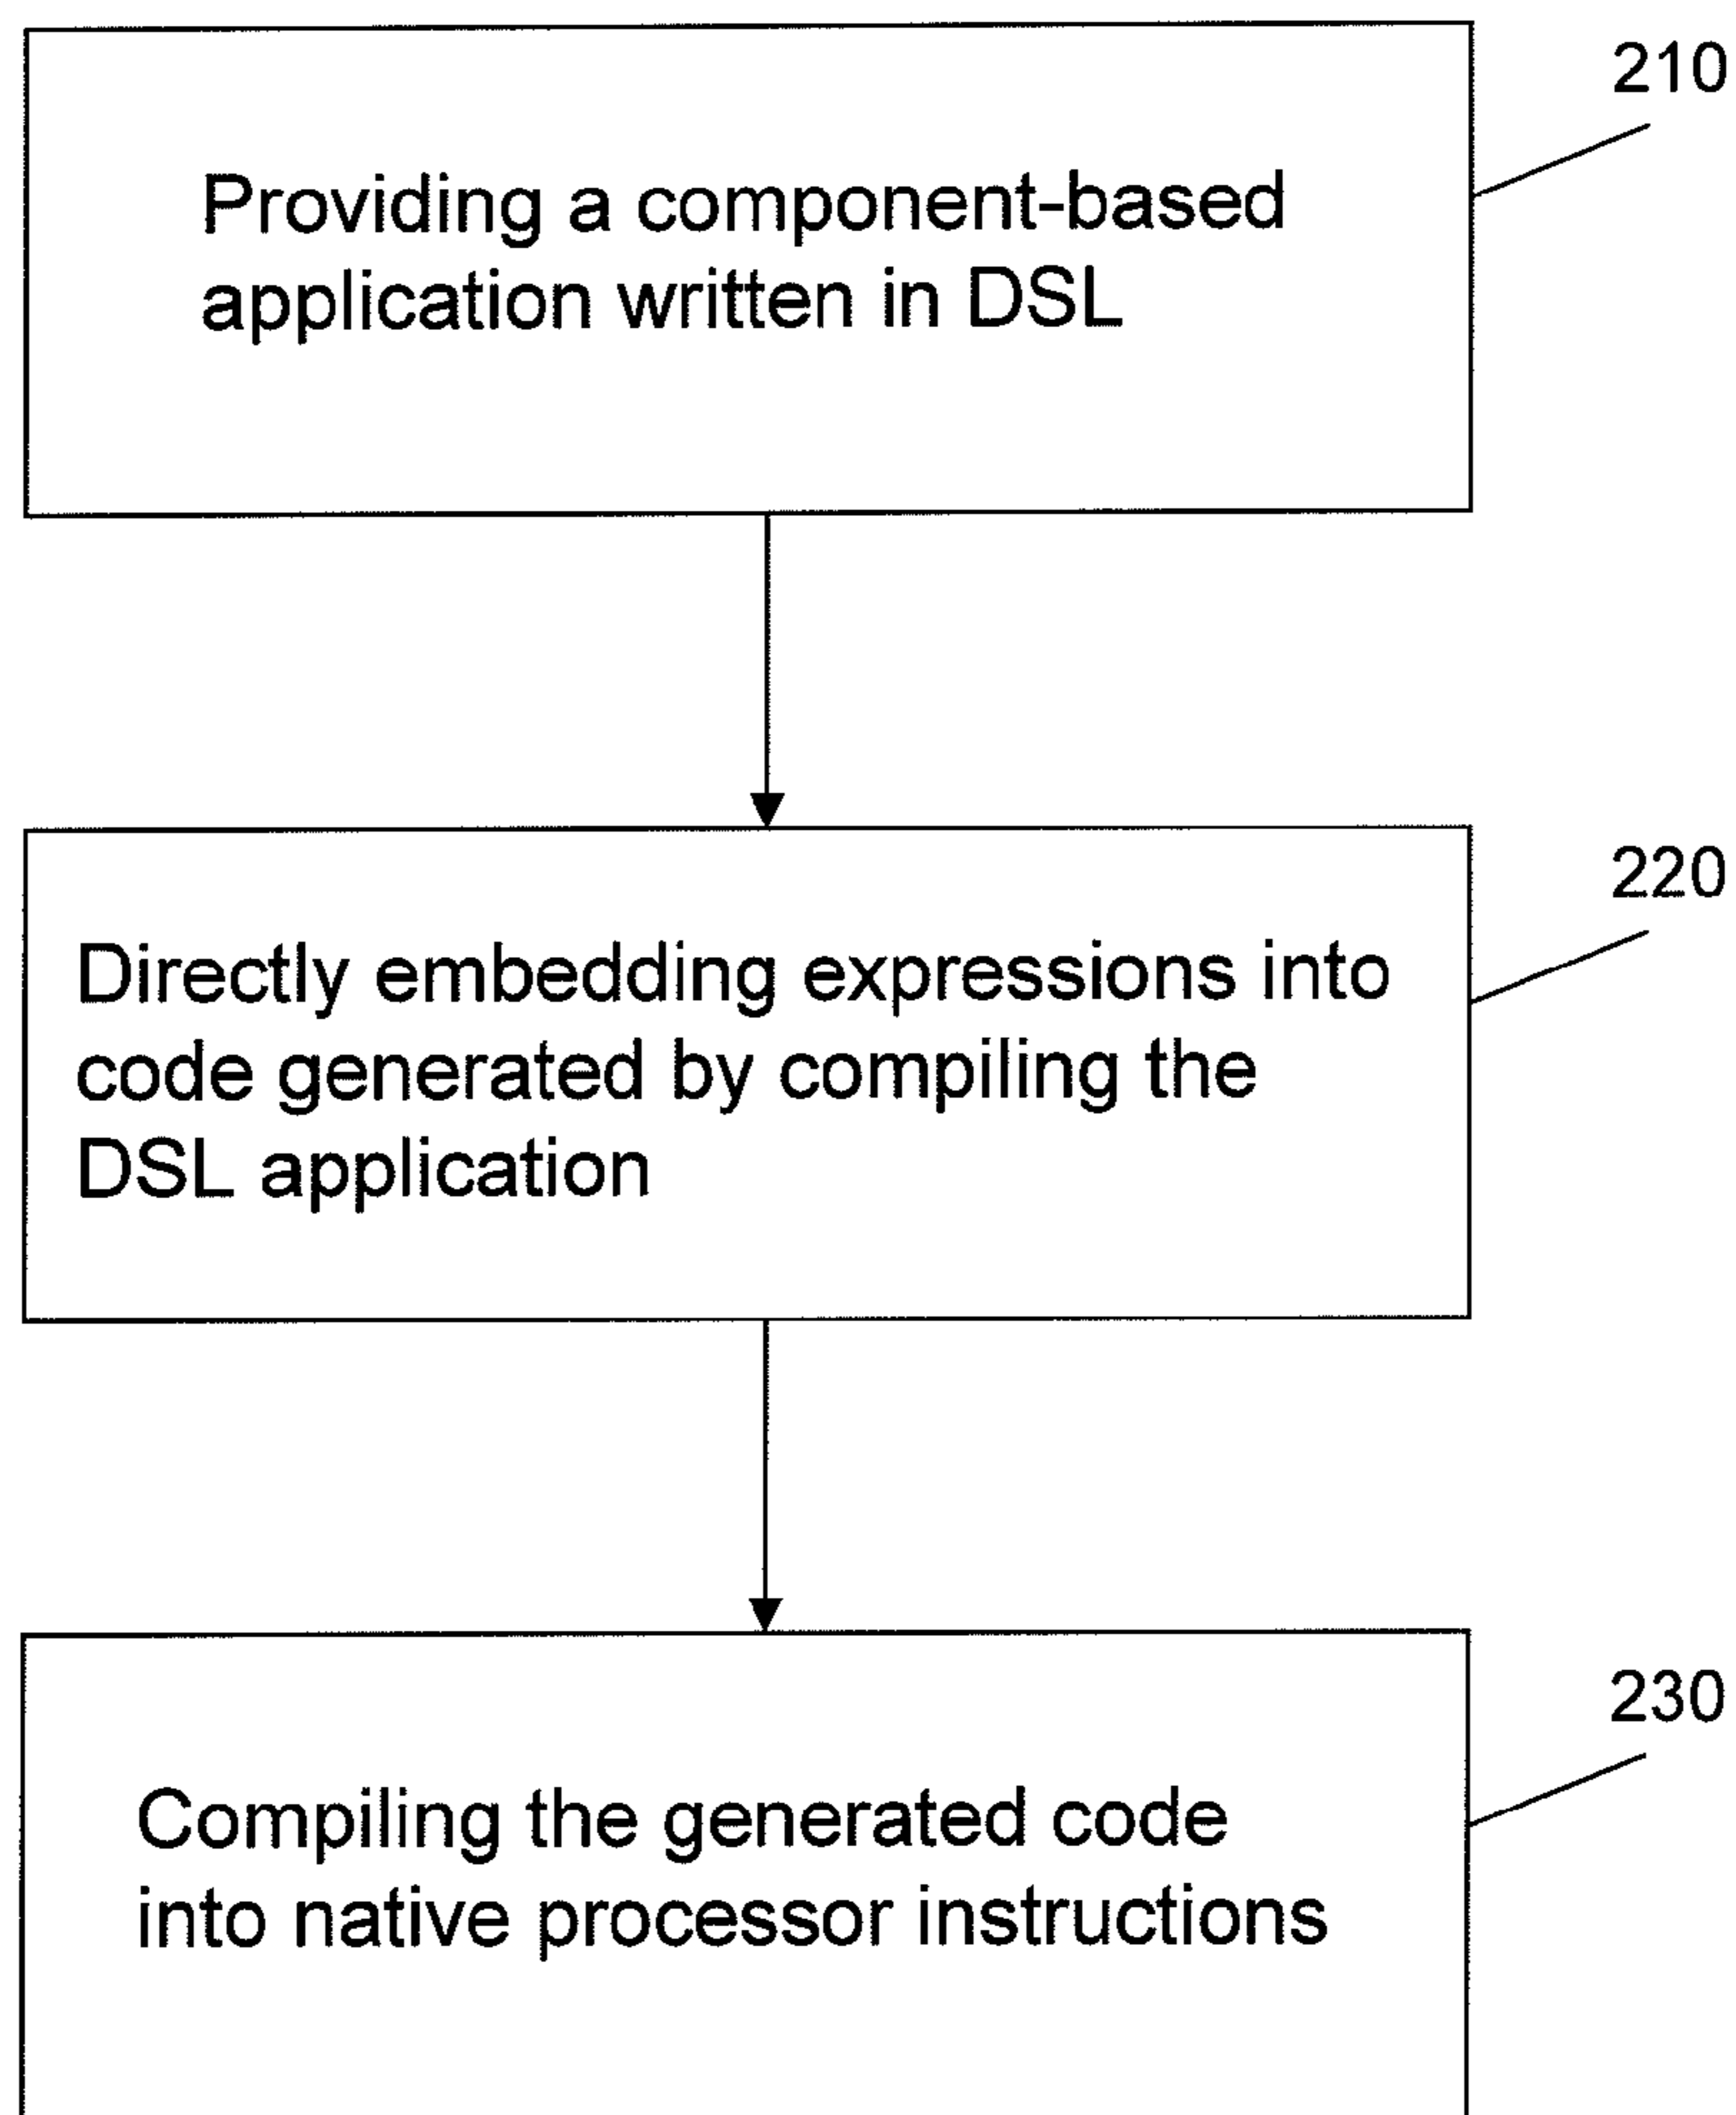 210
Providing a component-based
application written in DSL
220
Directly embedding expressions into
code generated by compiling the
DSL application
230
Compiling the generated code
into native processor instructions